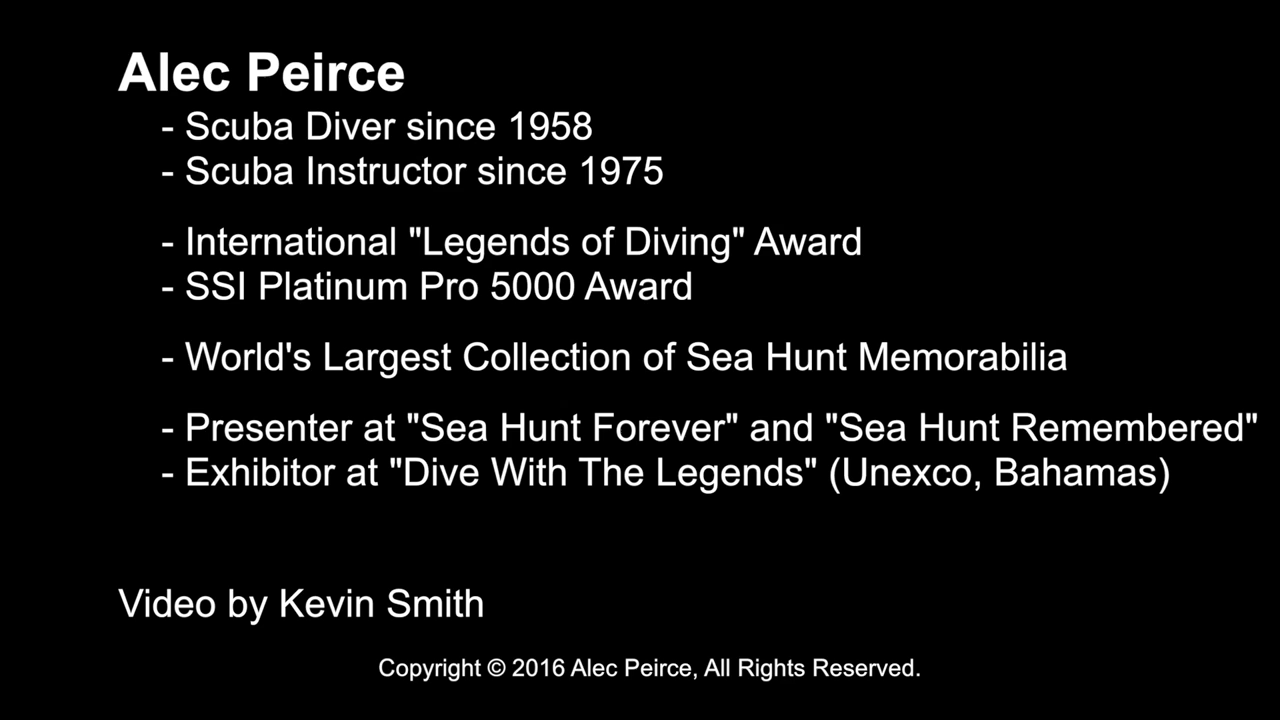 Alec Peirce
- Scuba Diver since 1958
- Scuba Instructor since 1975
- International "Legends of Diving" Award
- SSI Platinum Pro 5000 Award
- World's Largest Collection of Sea Hunt Memorabilia
- Presenter at "Sea Hunt Forever" and "Sea Hunt Remembered"
- Exhibitor at "Dive With The Legends" (Unexco, Bahamas)
Video by Kevin Smith
Copyright © 2016 Alec Peirce, All Rights Reserved.